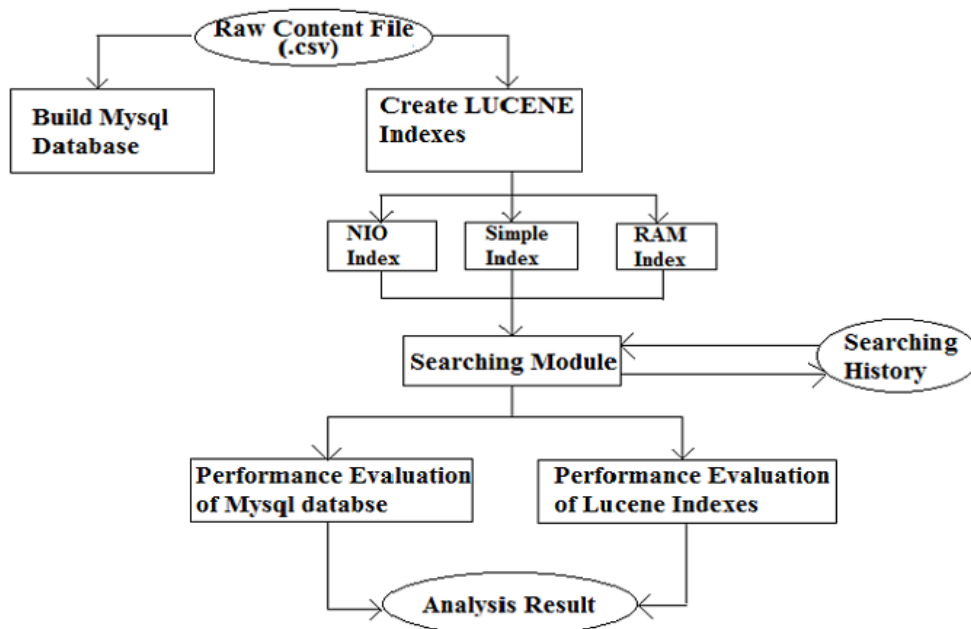 Raw Content File
(.csv)
Build Mysql
Database
Create LUCENE
Indexes
NIO
Index
Simple
Index
RAM
Index
Searching Module
Searching
History
Performance Evaluation
of Mysql databse
Performance Evaluation
of Lucene Indexes
Analysis Result